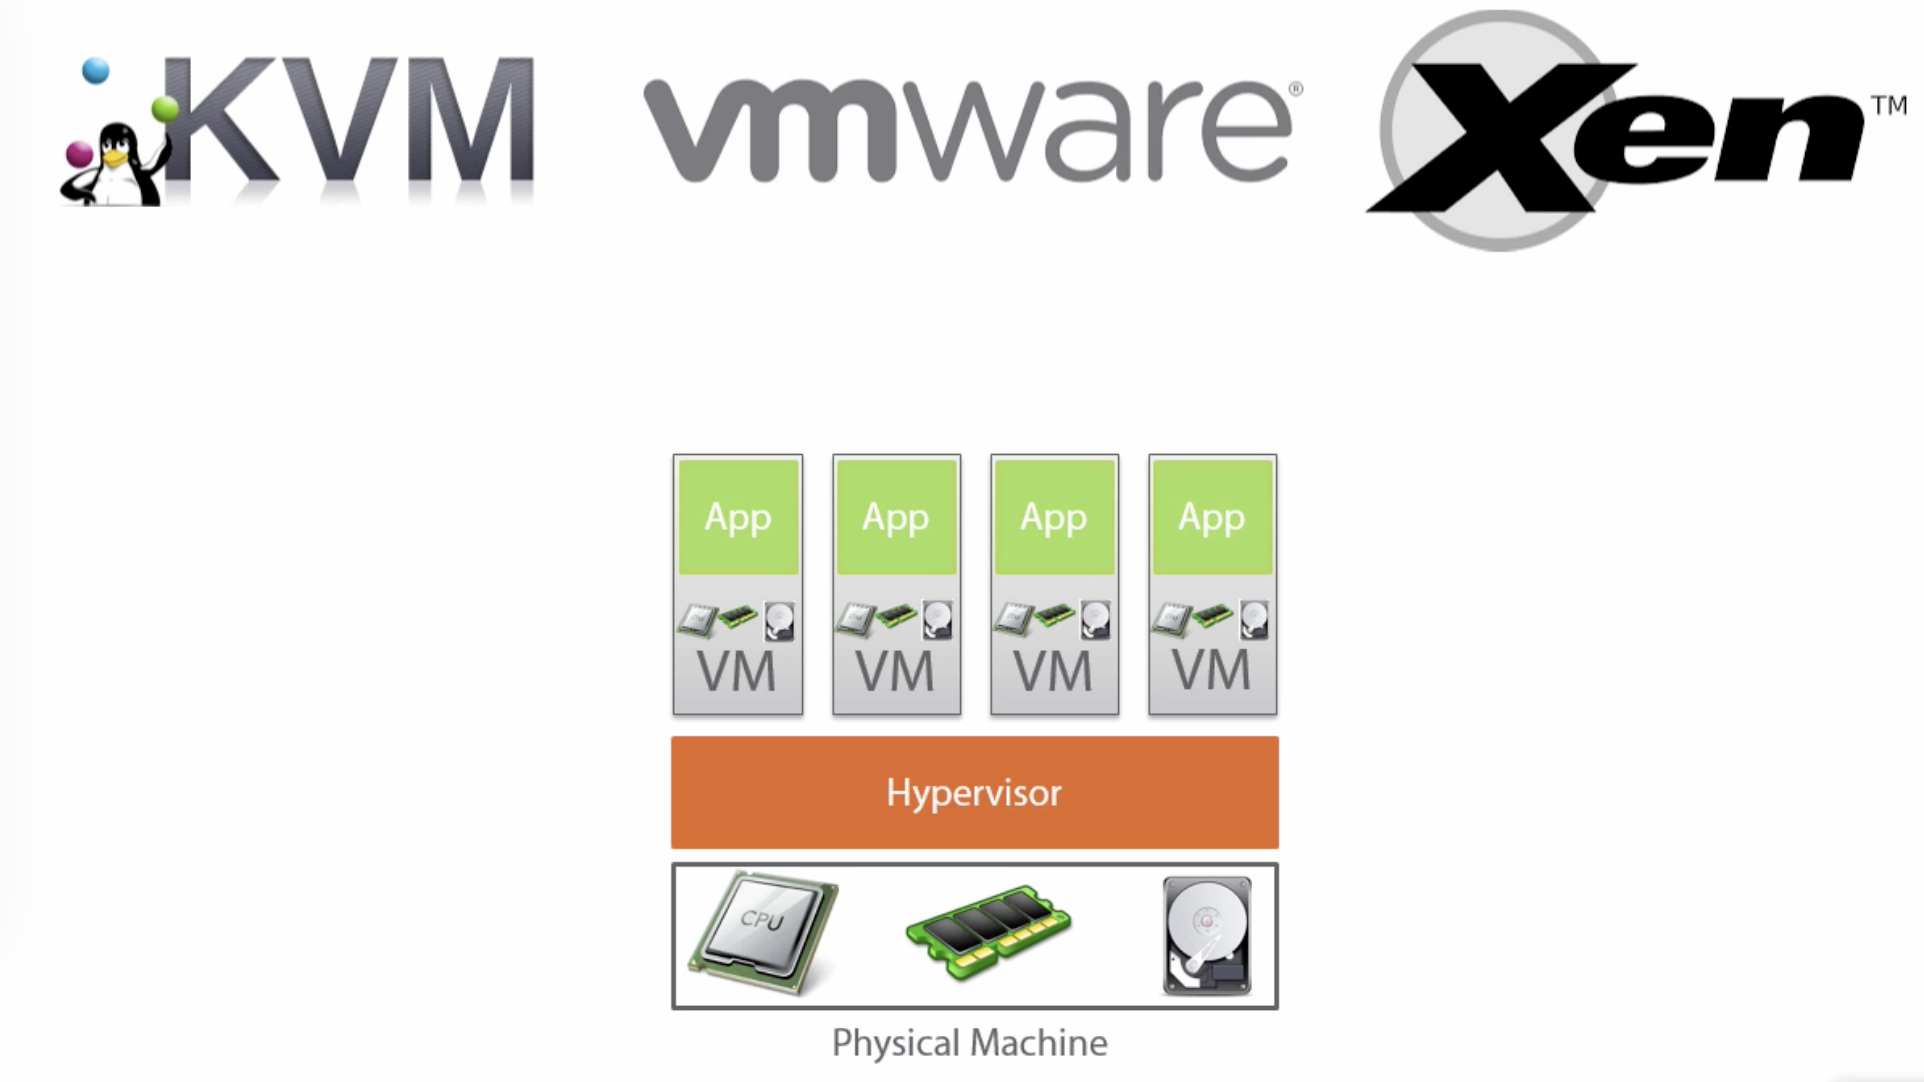 KVM
vmware®
Xen™
App App App App
VM VM VM VM
Hypervisor
CPU
Physical Machine